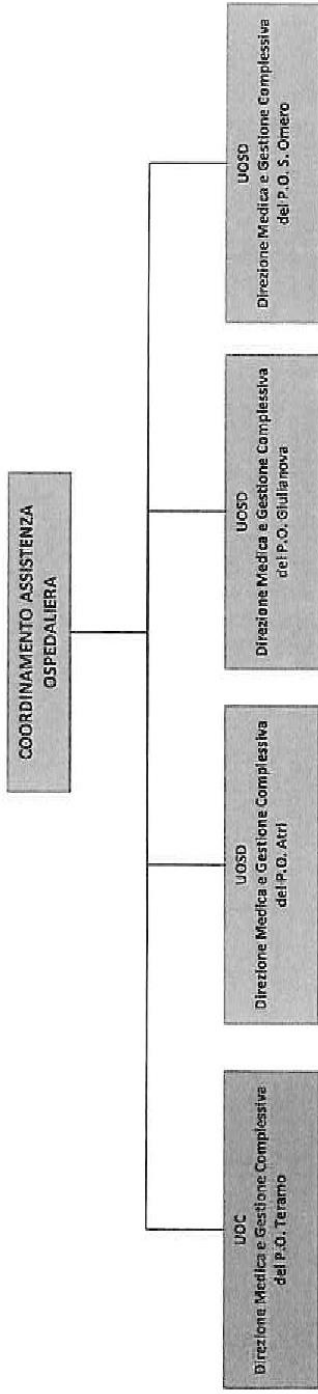 COORDINAMENTO ASSISTENZA
OSPEDALIERA
UOC
Direzione Medica e Gestione Complessiva
del P.O. Teramo
UOSD
Direzione Medica e Gestione Complessiva
del P.O. Atri
UOSD
Direzione Medica e Gestione Complessiva
del P.O. Giulianova
UOSD
Direzione Medica e Gestione Complessiva
del P.O. S. Omero